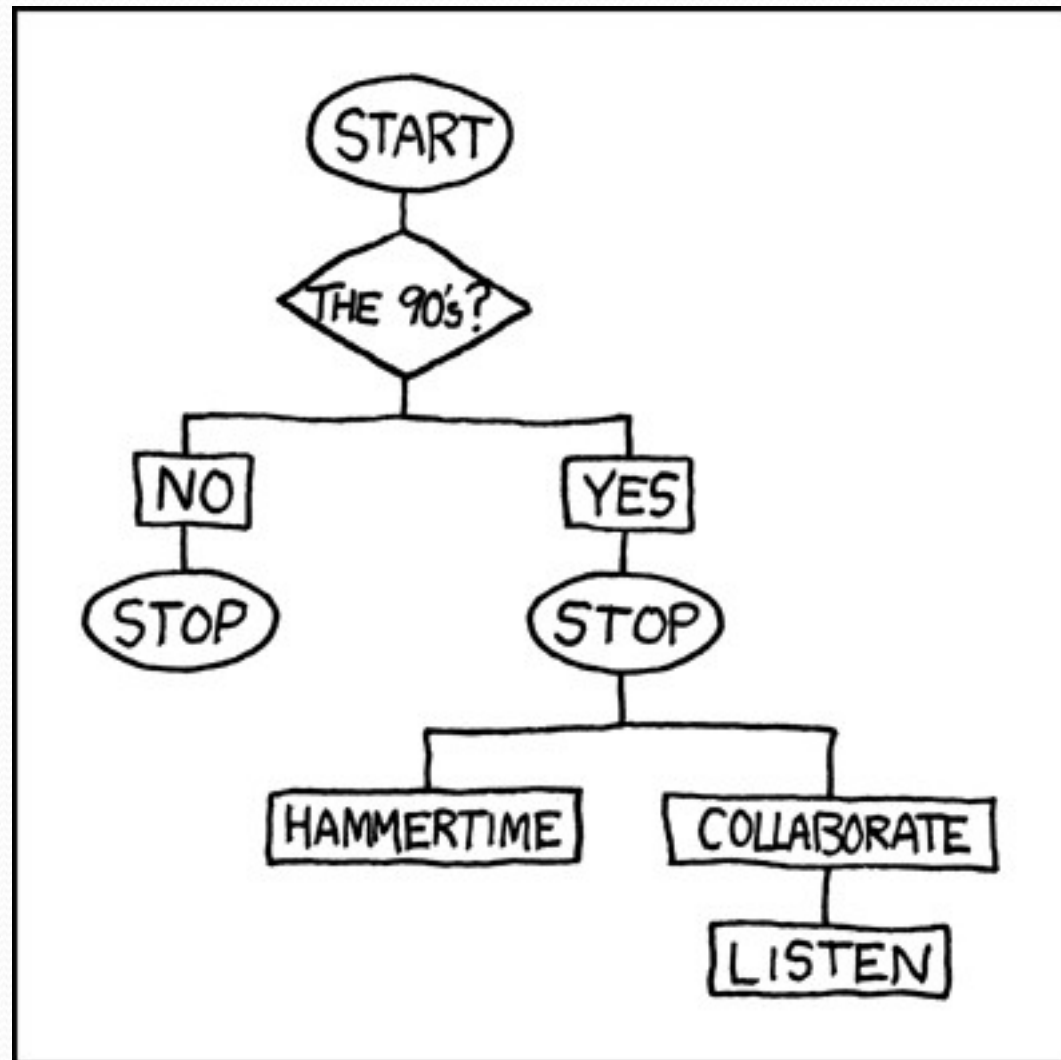 START
THE 90's?
NO
YES
STOP
STOP
HAMMERTIME
COLLABORATE
LISTEN